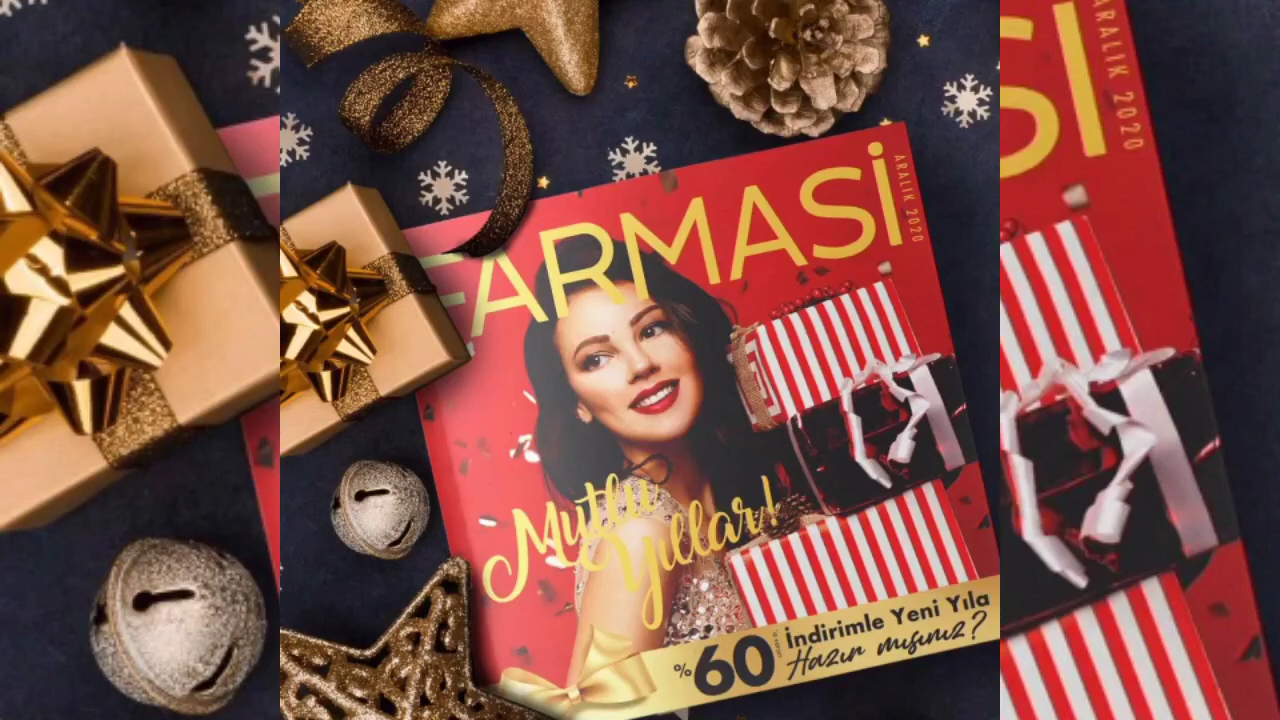 FARMASİ
ARALIK 2020
Mutlu
Yıllar!
%60
İndirimle Yeni Yıla
Hazır mısınız?
Sİ
ARALIK 2020